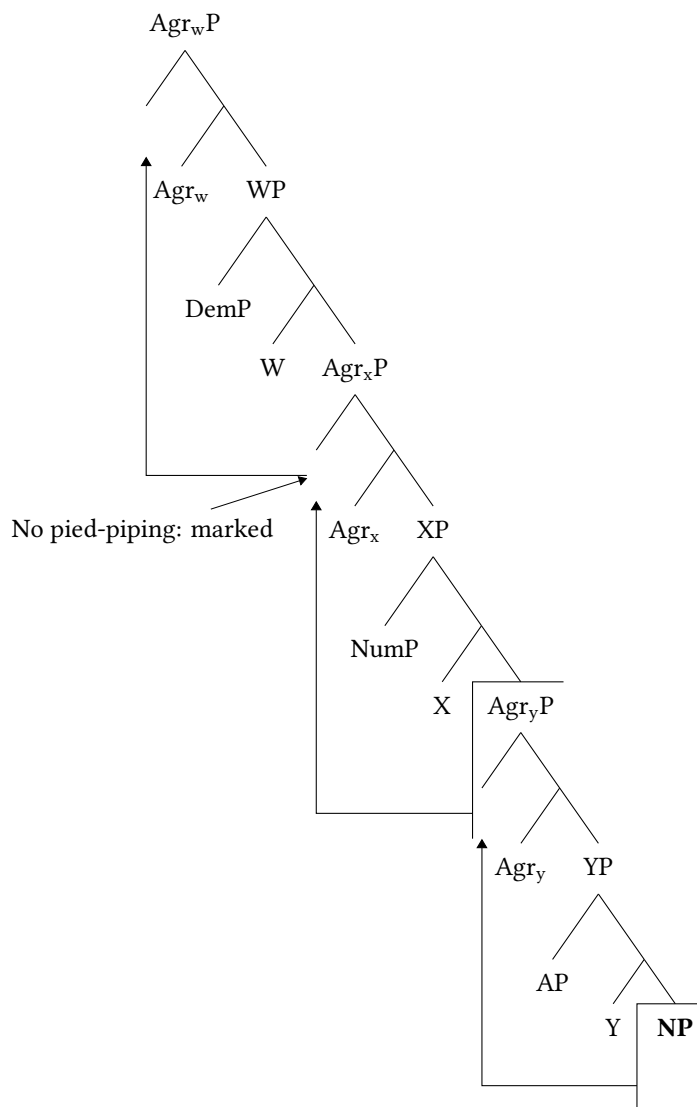 AgrwP
Agrw WP
DemP
W AgrxP
No pied-piping: marked
Agrx XP
NumP
X AgryP
Agry YP
AP
Y NP